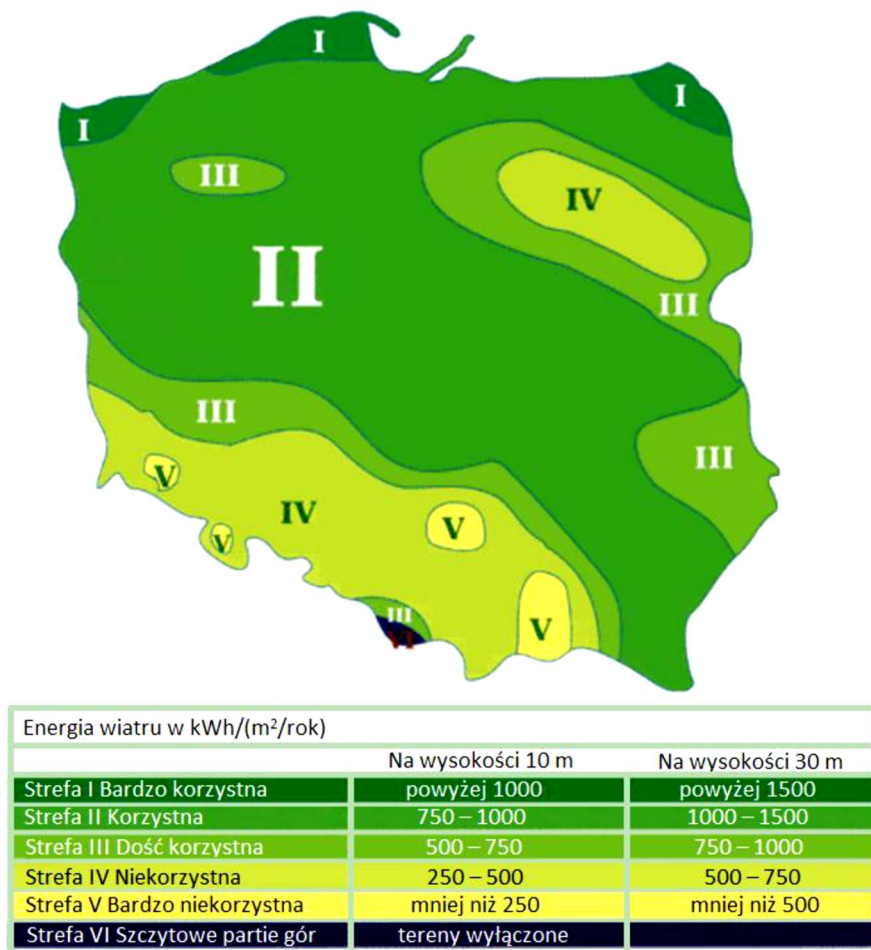 I
I
I
III
IV
II
III
III
III
V
IV
V
V
III
V
VI
Energia wiatru w kWh/(m²/rok)
Na wysokości 10 m Na wysokości 30 m
Strefa I Bardzo korzystna powyżej 1000 powyżej 1500
Strefa II Korzystna 750 – 1000 1000 – 1500
Strefa III Dość korzystna 500 – 750 750 – 1000
Strefa IV Niekorzystna 250 – 500 500 – 750
Strefa V Bardzo niekorzystna mniej niż 250 mniej niż 500
Strefa VI Szczytowe partie gór tereny wyłączone